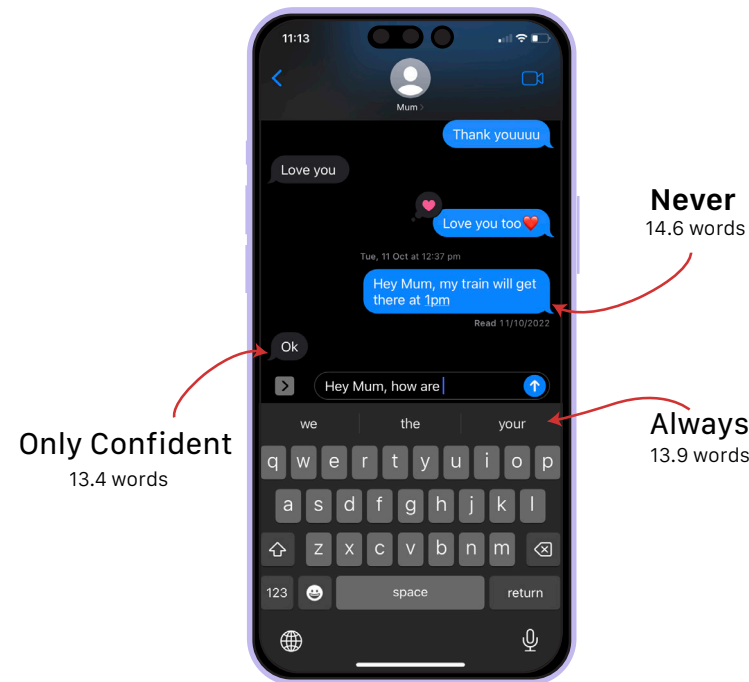 11:13
Mum >
Thank youuuu
Love you
Love you too❤️
Tue, 11 Oct at 12:37 pm
Hey Mum, my train will get
there at 1pm
Read 11/10/2022
Ok
Hey Mum, how are
we the your
q w e r t y u i o p
a s d f g h j k l
z x c v b n m
123 space return
Never
14.6 words
Only Confident
13.4 words
Always
13.9 words